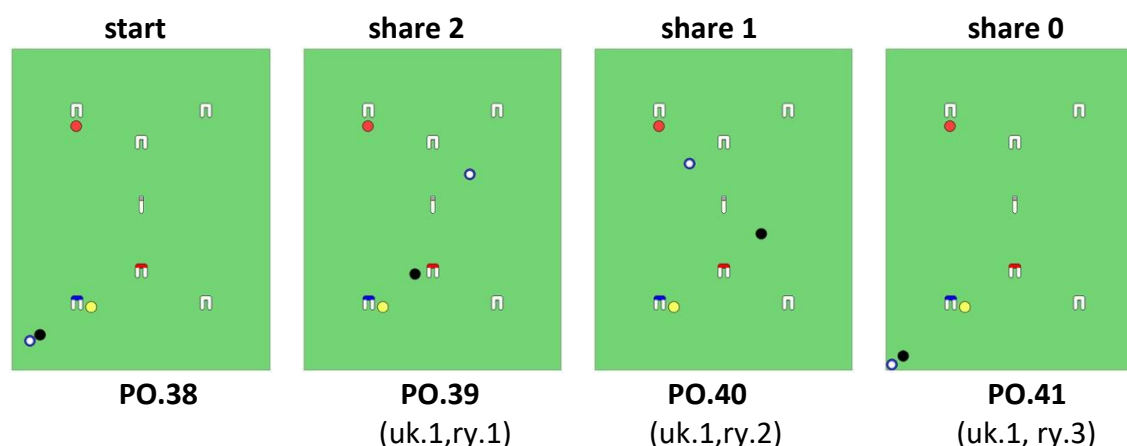 start share 2 share 1 share 0
PO.38 PO.39 PO.40 PO.41
(uk.1,ry.1) (uk.1,ry.2) (uk.1, ry.3)